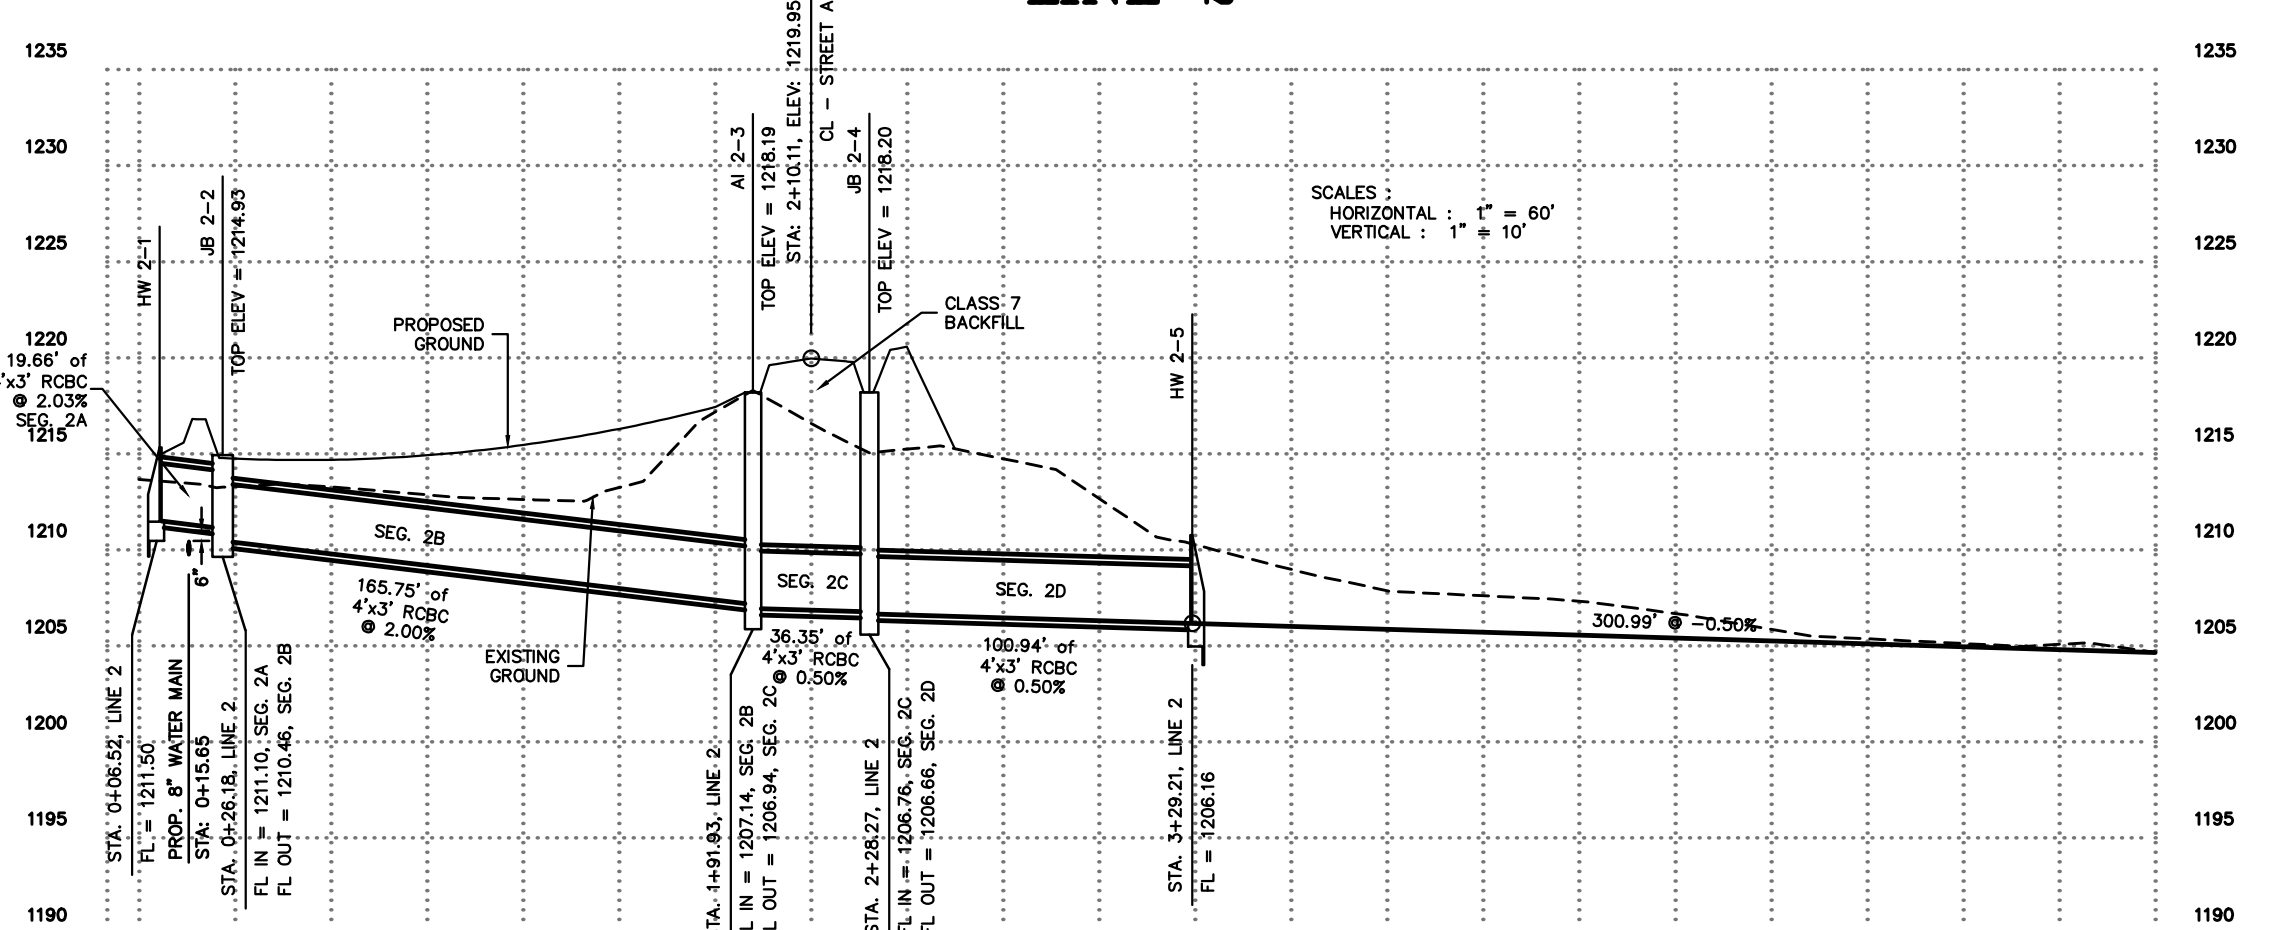 1235
1230
1225
1220
1215
1210
1205
1200
1195
1190
1235
1230
1225
1220
1215
1210
1205
1200
1195
1190
HW 2-1
JB 2-2
TOP ELEV = 1214.93
AI 2-3
TOP ELEV = 1218.19
STA: 2+10.11, ELEV: 1219.95
CL - STREET A
JB 2-4
TOP ELEV = 1218.20
HW 2-5
SCALES :
HORIZONTAL : 1" = 60'
VERTICAL : 1" = 10'
PROPOSED
GROUND
CLASS 7
BACKFILL
19.66' of
'x3' RCBC
@ 2.03%
SEG. 2A
6"
SEG. 2B
165.75' of
4'x3' RCBC
@ 2.00%
EXISTING
GROUND
SEG. 2C
36.35' of
4'x3' RCBC
@ 0.50%
SEG. 2D
100.94' of
4'x3' RCBC
@ 0.50%
300.99' @ -0.50%
STA. 0+06.52, LINE 2
FL = 1211.50
PROP. 8" WATER MAIN
STA: 0+15.65
STA. 0+26.18, LINE 2
FL IN = 1211.10, SEG. 2A
FL OUT = 1210.46, SEG. 2B
TA. 1+91.93, LINE 2
L IN = 1207.14, SEG. 2B
L OUT = 1206.94, SEG. 2C
STA. 2+28.27, LINE 2
FL IN = 1206.76, SEG. 2C
FL OUT = 1206.66, SEG. 2D
STA. 3+29.21, LINE 2
FL = 1206.16